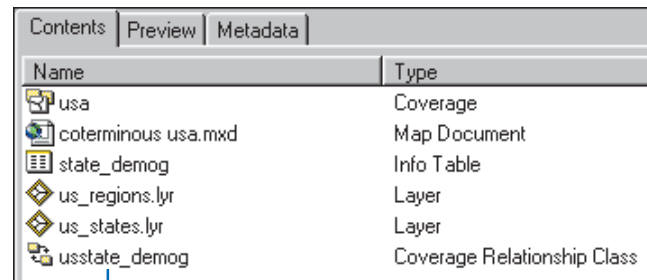 Contents Preview Metadata
Name Type
usa Coverage
coterminous usa.mxd Map Document
state_demog Info Table
us_regions.lyr Layer
us_states.lyr Layer
usstate_demog Coverage Relationship Class